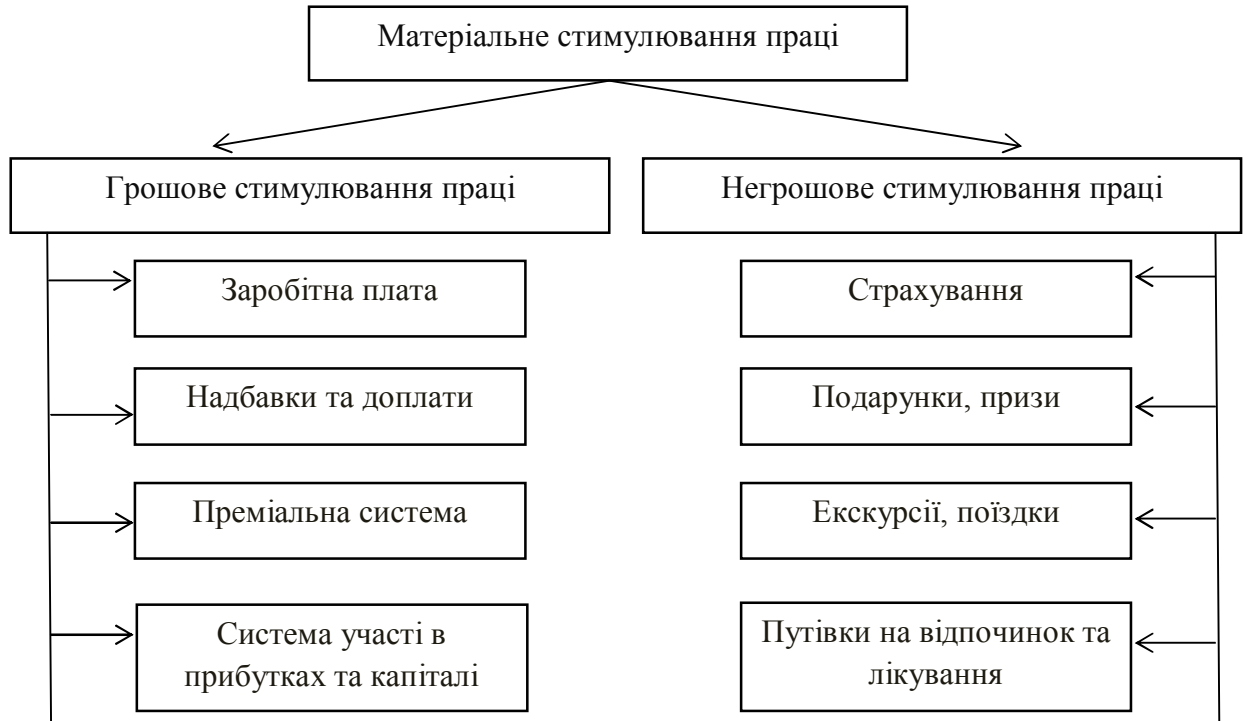 Матеріальне стимулювання праці
Грошове стимулювання праці
Негрошове стимулювання праці
Заробітна плата
Страхування
Надбавки та доплати
Подарунки, призи
Преміальна система
Екскурсії, поїздки
Система участі в
прибутках та капіталі
Путівки на відпочинок та
лікування